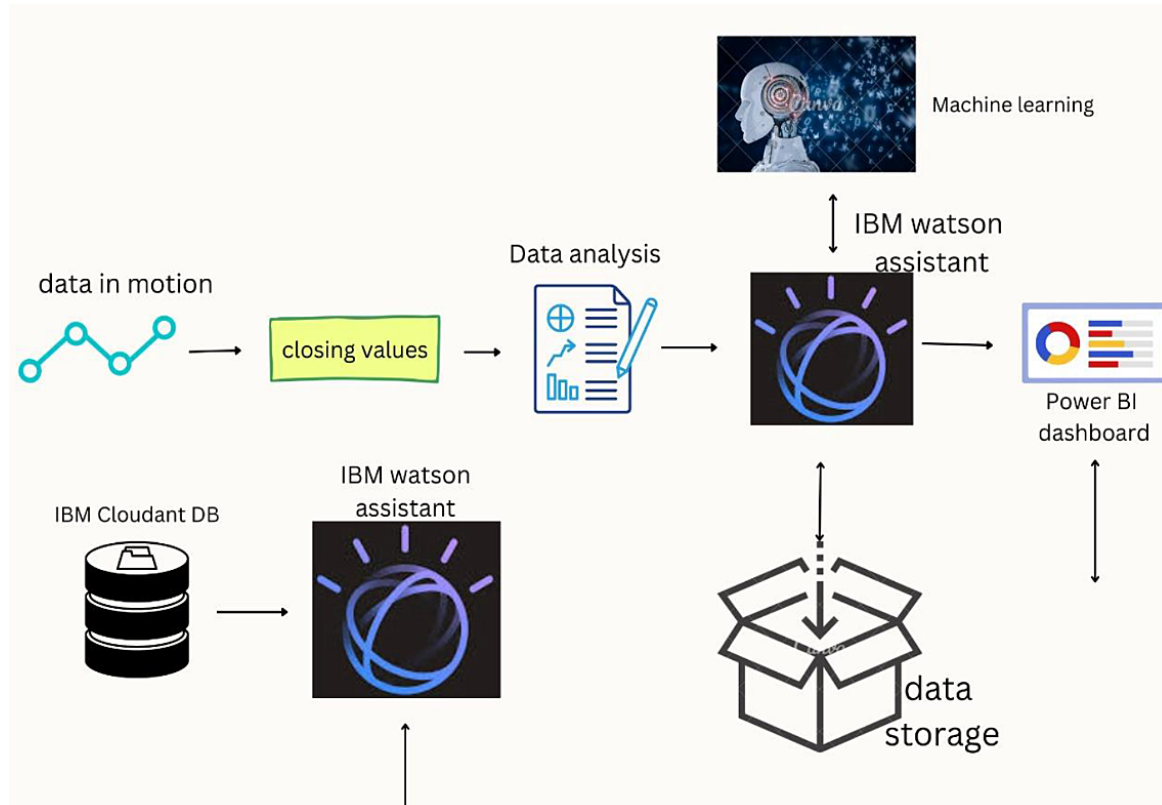 Machine learning
IBM watson
assistant
Data analysis
data in motion
closing values
Power BI
dashboard
IBM watson
assistant
IBM Cloudant DB
data
storage
Canva